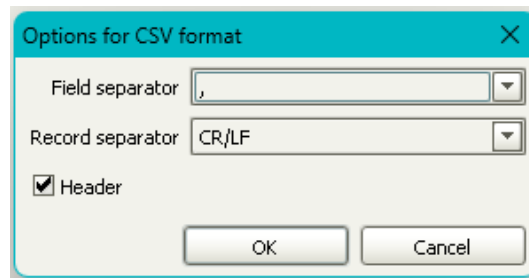 Options for CSV format
Field separator ,
Record separator CR/LF
Header
OK Cancel